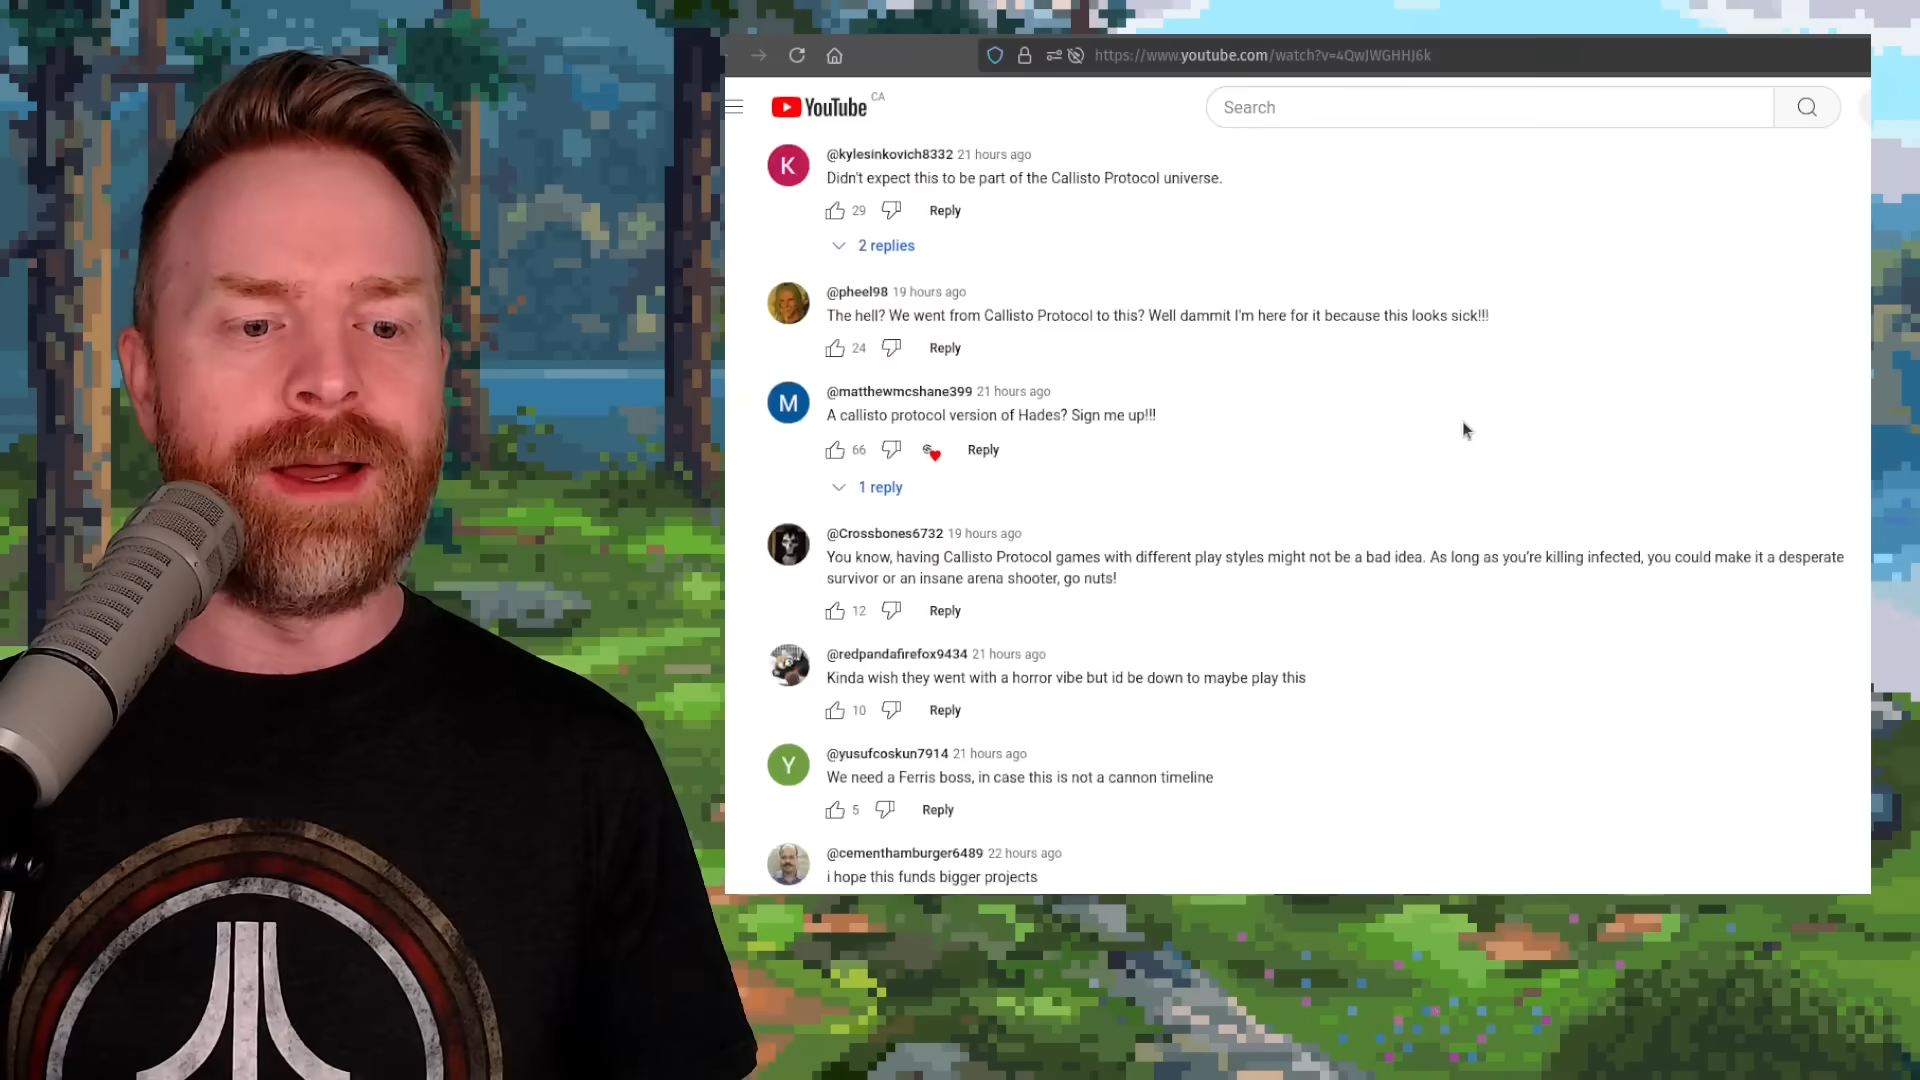 https://www.youtube.com/watch?v=4QwJWGHHJ6k
YouTube CA
Search
K
@kylesinkovich8332 21 hours ago
Didn't expect this to be part of the Callisto Protocol universe.
29 Reply
2 replies
@pheel98 19 hours ago
The hell? We went from Callisto Protocol to this? Well dammit I'm here for it because this looks sick!!!
24 Reply
M
@matthewmcshane399 21 hours ago
A callisto protocol version of Hades? Sign me up!!!
66 Reply
1 reply
@Crossbones6732 19 hours ago
You know, having Callisto Protocol games with different play styles might not be a bad idea. As long as you’re killing infected, you could make it a desperate
survivor or an insane arena shooter, go nuts!
12 Reply
@redpandafirefox9434 21 hours ago
Kinda wish they went with a horror vibe but id be down to maybe play this
10 Reply
Y
@yusufcoskun7914 21 hours ago
We need a Ferris boss, in case this is not a cannon timeline
5 Reply
@cementhamburger6489 22 hours ago
i hope this funds bigger projects